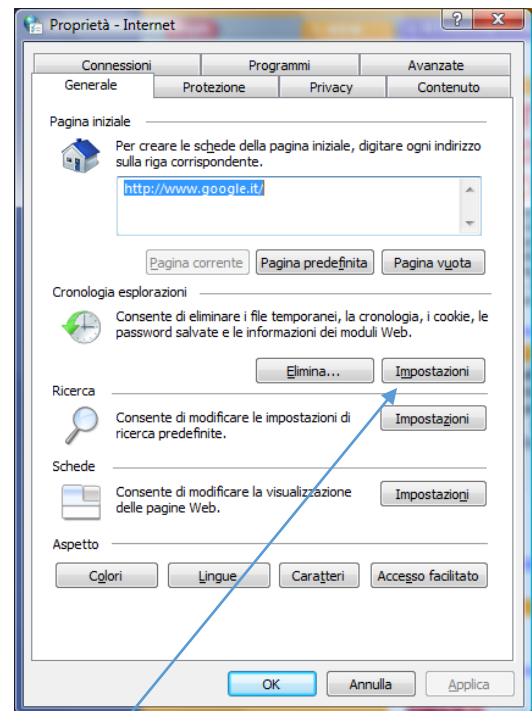 Proprietà - Internet
Connessioni Programmi Avanzate
Generale Protezione Privacy Contenuto
Pagina iniziale
Per creare le schede della pagina iniziale, digitare ogni indirizzo
sulla riga corrispondente.
http://www.google.it/
Pagina corrente Pagina predefinita Pagina vuota
Cronologia esplorazioni
Consente di eliminare i file temporanei, la cronologia, i cookie, le
password salvate e le informazioni dei moduli Web.
Elimina... Impostazioni
Ricerca
Consente di modificare le impostazioni di
ricerca predefinite.
Impostazioni
Schede
Consente di modificare la visualizzazione
delle pagine Web.
Impostazioni
Aspetto
Colori Lingue Caratteri Accesso facilitato
OK Annulla Applica